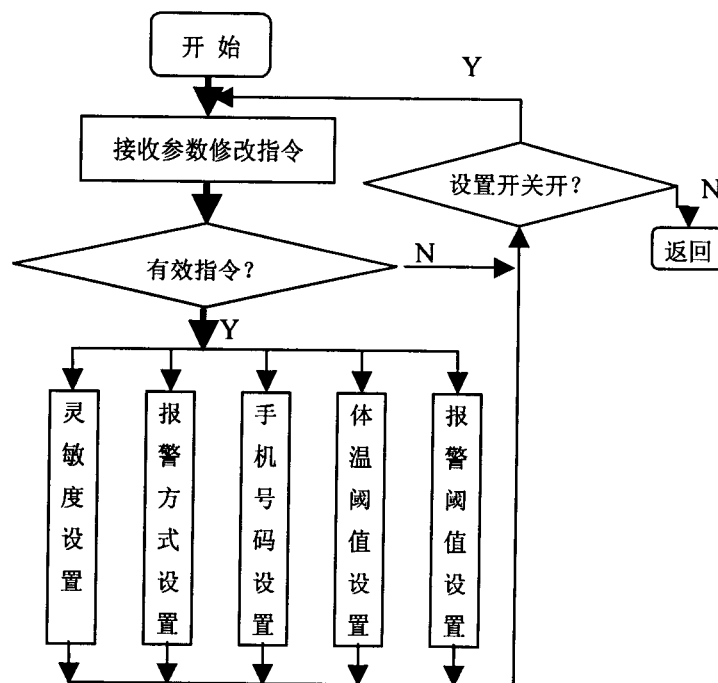 开 始
Y
接收参数修改指令
设置开关开?
N
返回
有效指令?
N
Y
灵敏度设置
报警方式设置
手机号码设置
体温阈值设置
报警阈值设置